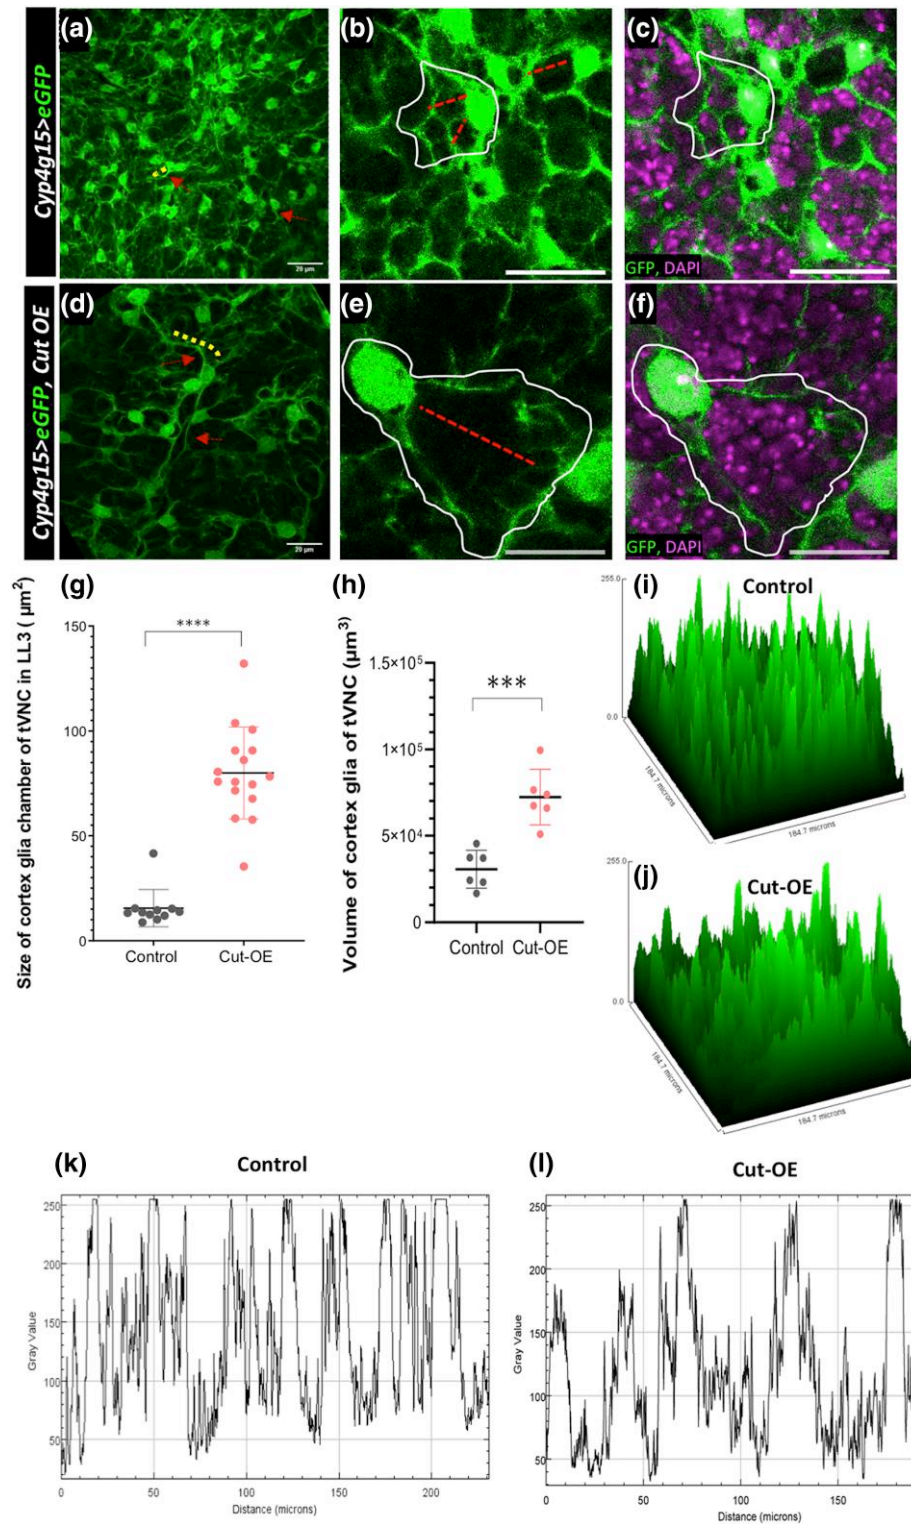 Cyp4g15>eGFP
(a)
(b)
(c)
20 µm
GFP, DAPI
Cyp4g15>eGFP, Cut OE
(d)
(e)
(f)
20 µm
GFP, DAPI
(g)
Size of cortex glia chamber of tVNC in LL3 ( µm²)
150
100
50
0
****
Control
Cut-OE
(h)
Volume of cortex glia of tVNC (µm³)
1.5×10⁵
1×10⁵
5×10⁴
0
***
Control
Cut-OE
(i)
Control
255.0
0.0
184.7 microns
184.7 microns
(j)
Cut-OE
255.0
0.0
184.7 microns
184.7 microns
(k)
Control
Gray Value
250
200
150
100
50
0
50
100
150
200
Distance (microns)
(l)
Cut-OE
Gray Value
250
200
150
100
50
0
50
100
150
Distance (microns)